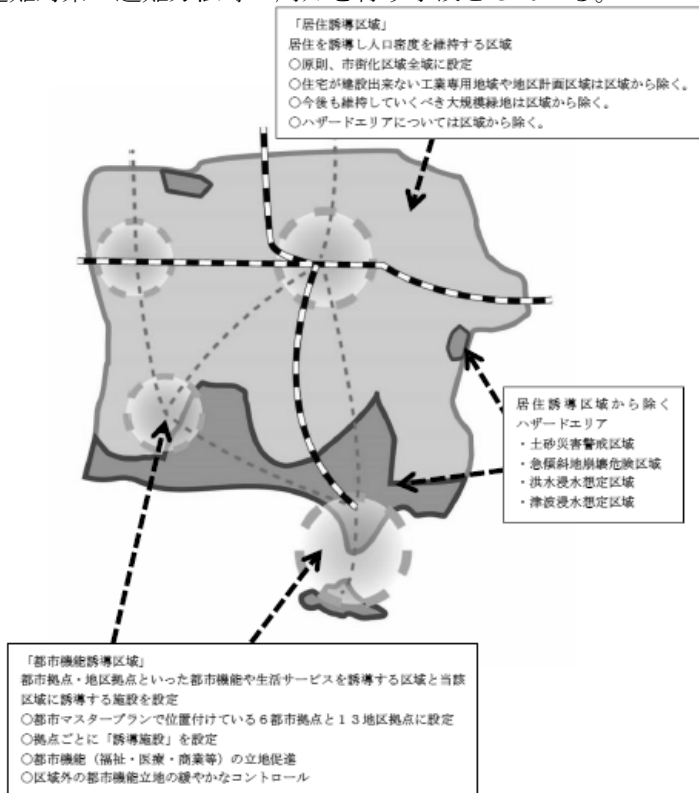 「居住誘導区域」
居住を誘導し人口密度を維持する区域
○原則、市街化区域全域に設定
○住宅が建設出来ない工業専用地域や地区計画区域は区域から除く。
○今後も維持していくべき大規模緑地は区域から除く。
○ハザードエリアについては区域から除く。
居住誘導区域から除く
ハザードエリア
・土砂災害警戒区域
・急傾斜地崩壊危険区域
・洪水浸水想定区域
・津波浸水想定区域
「都市機能誘導区域」
都市拠点・地区拠点といった都市機能や生活サービスを誘導する区域と当該
区域に誘導する施設を設定
○都市マスタープランで位置付けている６都市拠点と１３地区拠点に設定
○拠点ごとに「誘導施設」を設定
○都市機能（福祉・医療・商業等）の立地促進
○区域外の都市機能立地の緩やかなコントロール